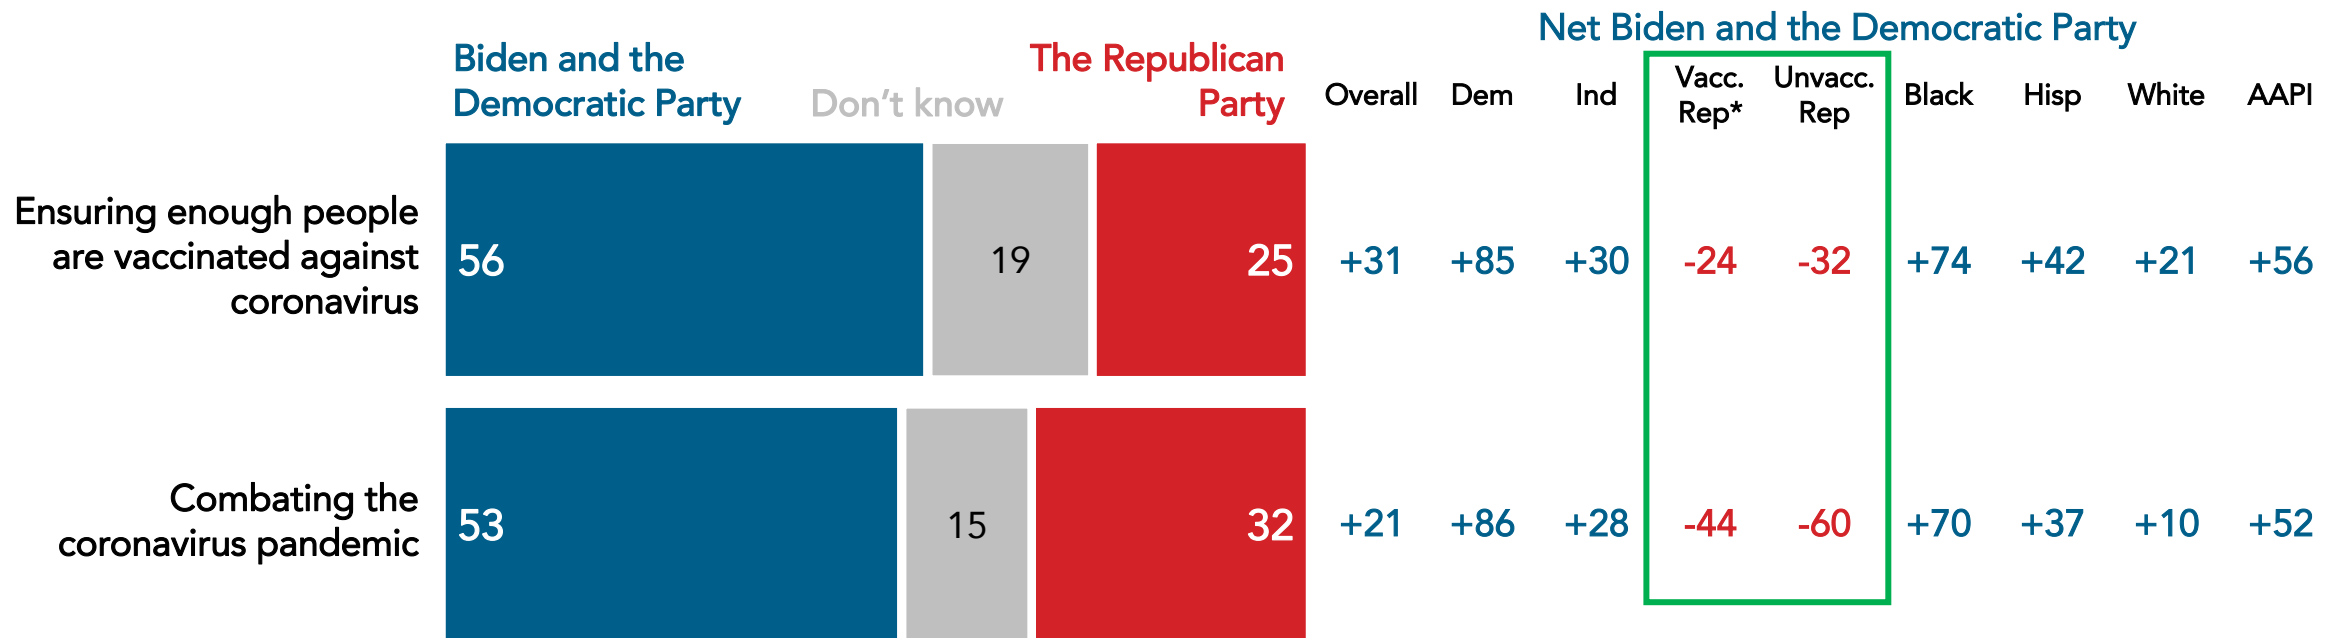 Net Biden and the Democratic Party
Biden and the
Democratic Party
Don't know
The Republican
Party
Overall
Dem
Ind
Vacc.
Rep*
Unvacc.
Rep
Black
Hisp
White
AAPI
Ensuring enough people
are vaccinated against
coronavirus
56
19
25
+31
+85
+30
-24
-32
+74
+42
+21
+56
Combating the
coronavirus pandemic
53
15
32
+21
+86
+28
-44
-60
+70
+37
+10
+52